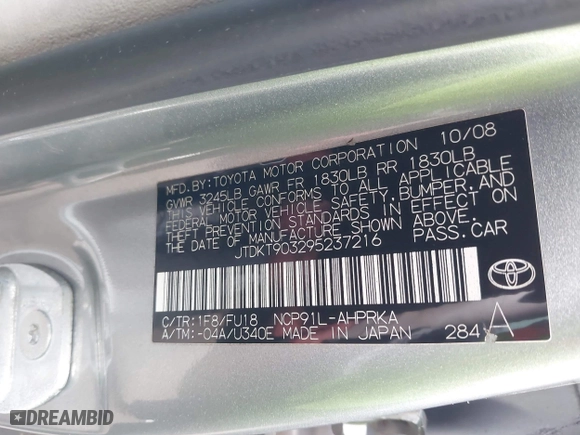 MFD. BY: TOYOTA MOTOR CORPORATION 10/08
GVWR 3245LB GAWR FR 1830LB RR 1830LB
THIS VEHICLE CONFORMS TO ALL APPLICABLE
FEDERAL MOTOR VEHICLE SAFETY, BUMPER, AND
THEFT PREVENTION STANDARDS IN EFFECT ON
THE DATE OF MANUFACTURE SHOWN ABOVE.
JTDKT903295237216 PASS. CAR
C/TR: 1F8/FU18 NCP91L-AHPRKA
A/TM: -04A/U340E MADE IN JAPAN 284 A
DREAMBID